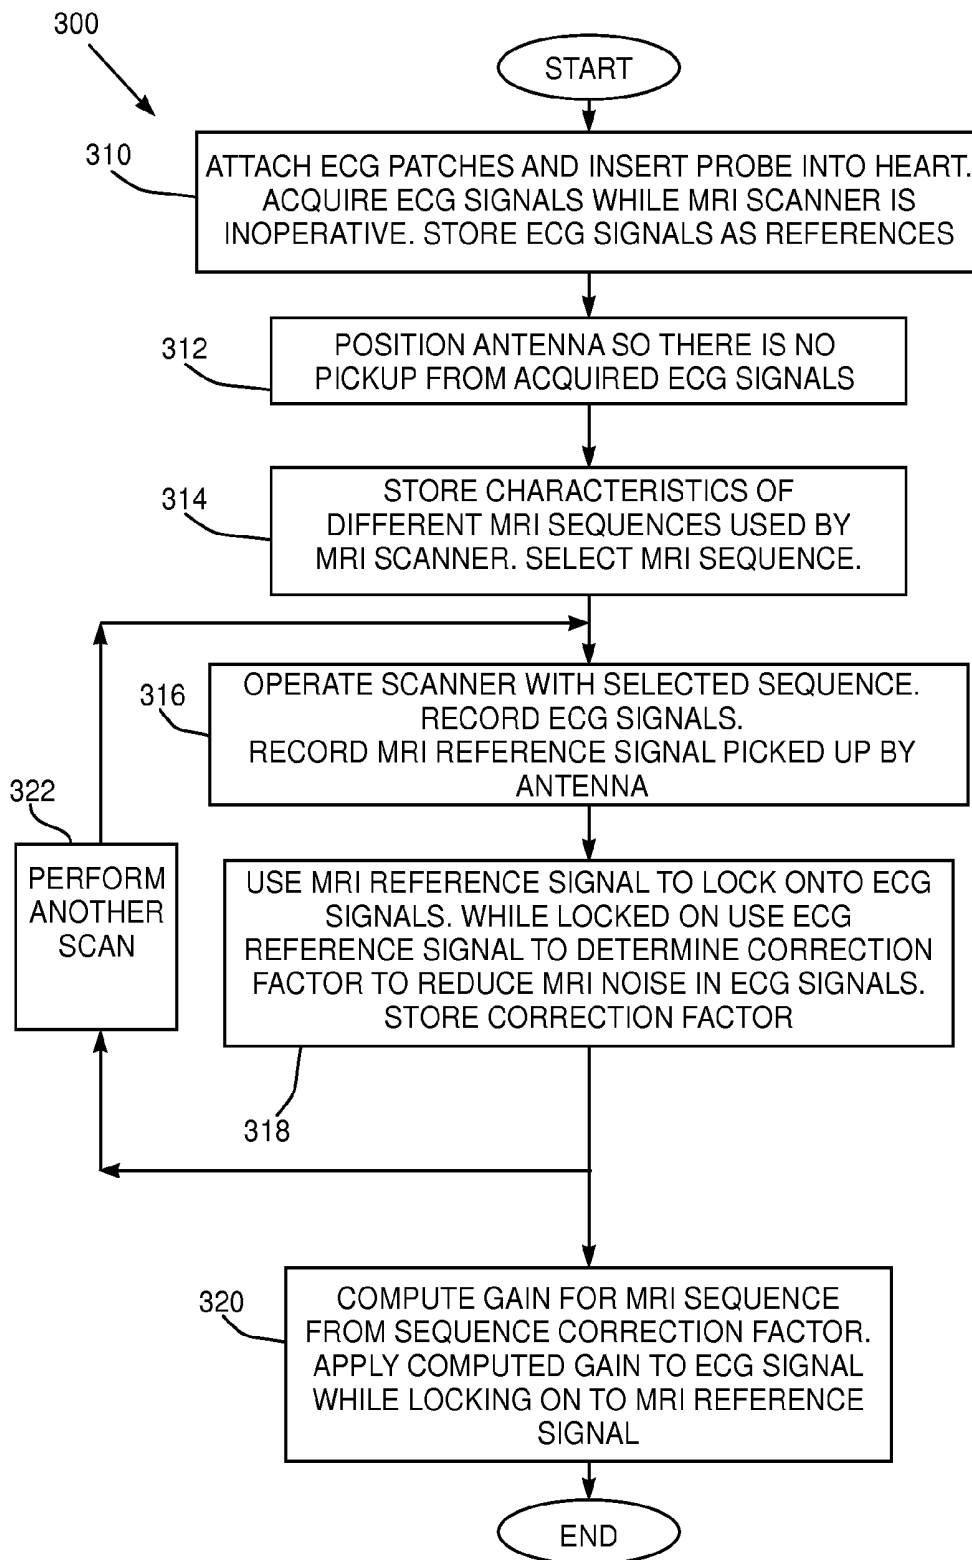 300
START
310
ATTACH ECG PATCHES AND INSERT PROBE INTO HEART.
ACQUIRE ECG SIGNALS WHILE MRI SCANNER IS
INOPERATIVE. STORE ECG SIGNALS AS REFERENCES
312
POSITION ANTENNA SO THERE IS NO
PICKUP FROM ACQUIRED ECG SIGNALS
314
STORE CHARACTERISTICS OF
DIFFERENT MRI SEQUENCES USED BY
MRI SCANNER. SELECT MRI SEQUENCE.
316
OPERATE SCANNER WITH SELECTED SEQUENCE.
RECORD ECG SIGNALS.
RECORD MRI REFERENCE SIGNAL PICKED UP BY
ANTENNA
322
PERFORM
ANOTHER
SCAN
USE MRI REFERENCE SIGNAL TO LOCK ONTO ECG
SIGNALS. WHILE LOCKED ON USE ECG
REFERENCE SIGNAL TO DETERMINE CORRECTION
FACTOR TO REDUCE MRI NOISE IN ECG SIGNALS.
STORE CORRECTION FACTOR
318
320
COMPUTE GAIN FOR MRI SEQUENCE
FROM SEQUENCE CORRECTION FACTOR.
APPLY COMPUTED GAIN TO ECG SIGNAL
WHILE LOCKING ON TO MRI REFERENCE
SIGNAL
END